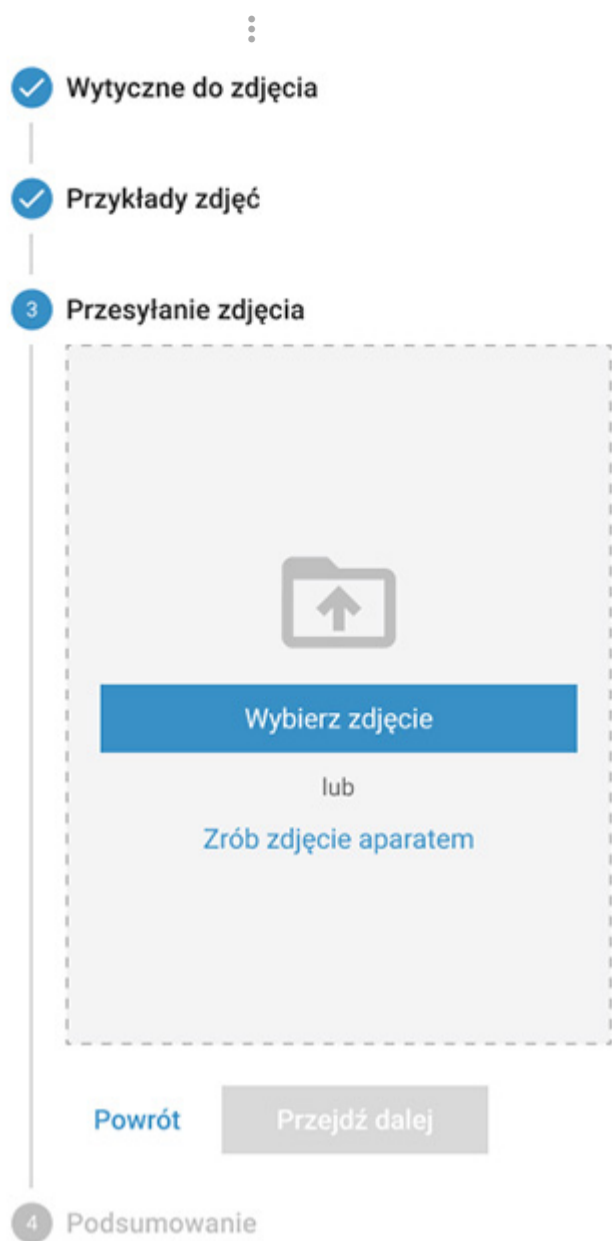 Wytyczne do zdjęcia
Przykłady zdjęć
3 Przesyłanie zdjęcia
Wybierz zdjęcie
lub
Zrób zdjęcie aparatem
Powrót Przejdź dalej
4 Podsumowanie